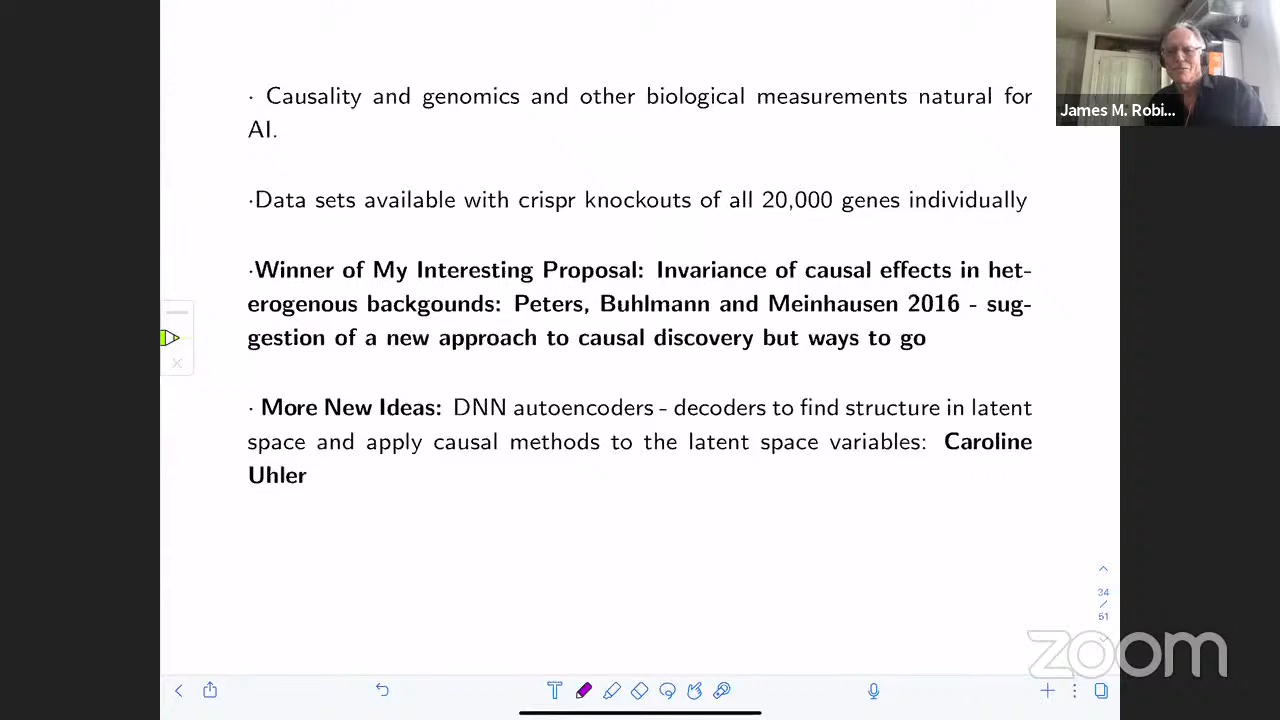 · Causality and genomics and other biological measurements natural for
AI.
·Data sets available with crispr knockouts of all 20,000 genes individually
·Winner of My Interesting Proposal: Invariance of causal effects in het-
erogenous backgounds: Peters, Buhlmann and Meinhausen 2016 - sug-
gestion of a new approach to causal discovery but ways to go
· More New Ideas: DNN autoencoders - decoders to find structure in latent
space and apply causal methods to the latent space variables: Caroline
Uhler
James M. Robi...
34
/
51
zoom